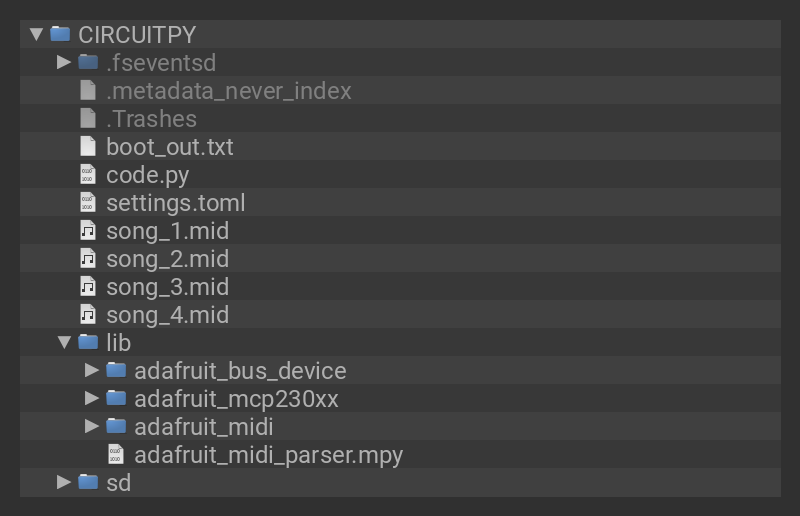 CIRCUITPY
.fseventsd
.metadata_never_index
.Trashes
boot_out.txt
code.py
settings.toml
song_1.mid
song_2.mid
song_3.mid
song_4.mid
lib
adafruit_bus_device
adafruit_mcp230xx
adafruit_midi
adafruit_midi_parser.mpy
sd